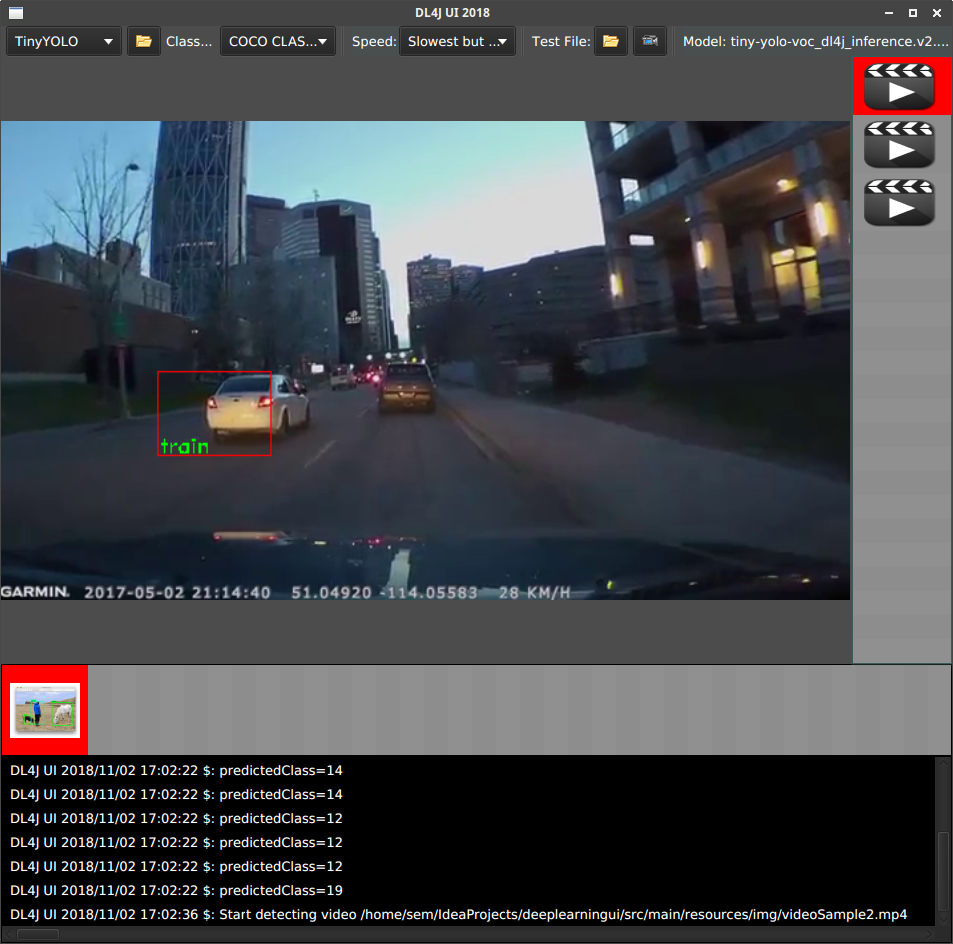 DL4J UI 2018
TinyYOLO Class... COCO CLAS... Speed: Slowest but ... Test File: Model: tiny-yolo-voc_dl4j_inference.v2....
train
GARMIN. 2017-05-02 21:14:40 51.04920 -114.05583 28 KM/H
DL4J UI 2018/11/02 17:02:22 $: predictedClass=14
DL4J UI 2018/11/02 17:02:22 $: predictedClass=14
DL4J UI 2018/11/02 17:02:22 $: predictedClass=12
DL4J UI 2018/11/02 17:02:22 $: predictedClass=12
DL4J UI 2018/11/02 17:02:22 $: predictedClass=12
DL4J UI 2018/11/02 17:02:22 $: predictedClass=19
DL4J UI 2018/11/02 17:02:36 $: Start detecting video /home/sem/IdeaProjects/deeplearningui/src/main/resources/img/videoSample2.mp4